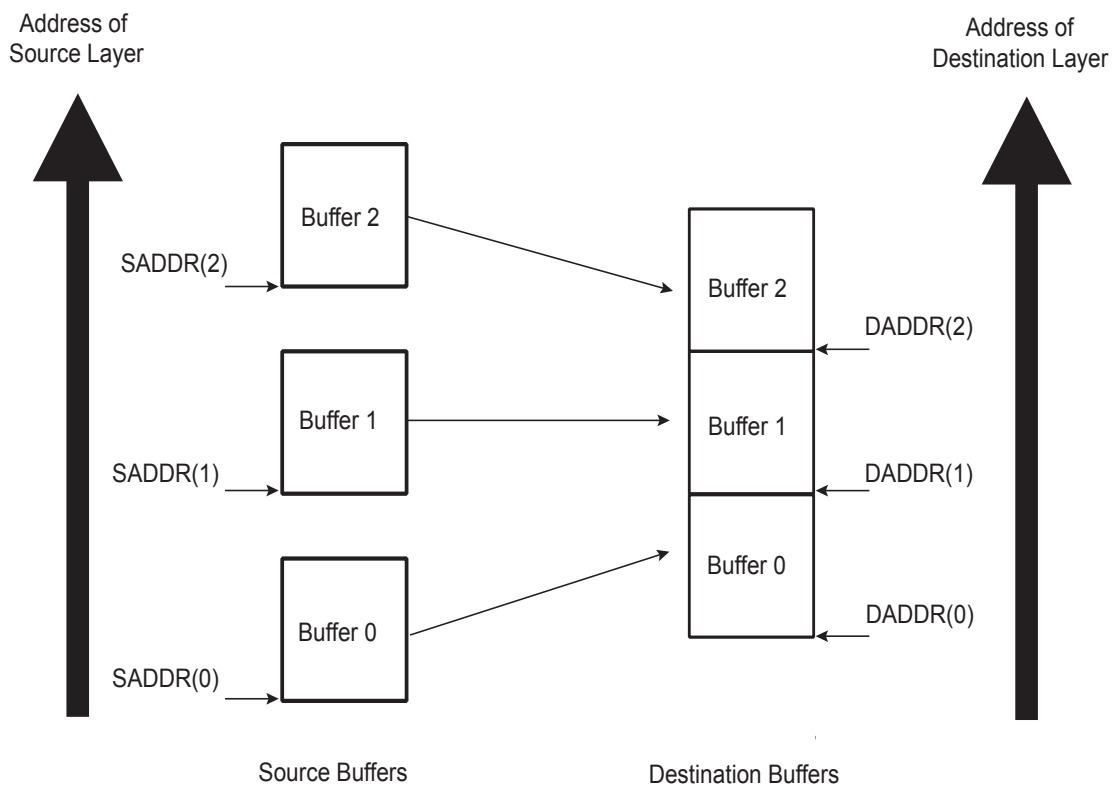 Address of
Source Layer
Address of
Destination Layer
Buffer 2
SADDR(2)
Buffer 2
DADDR(2)
Buffer 1
Buffer 1
SADDR(1)
DADDR(1)
Buffer 0
Buffer 0
DADDR(0)
SADDR(0)
Source Buffers
Destination Buffers